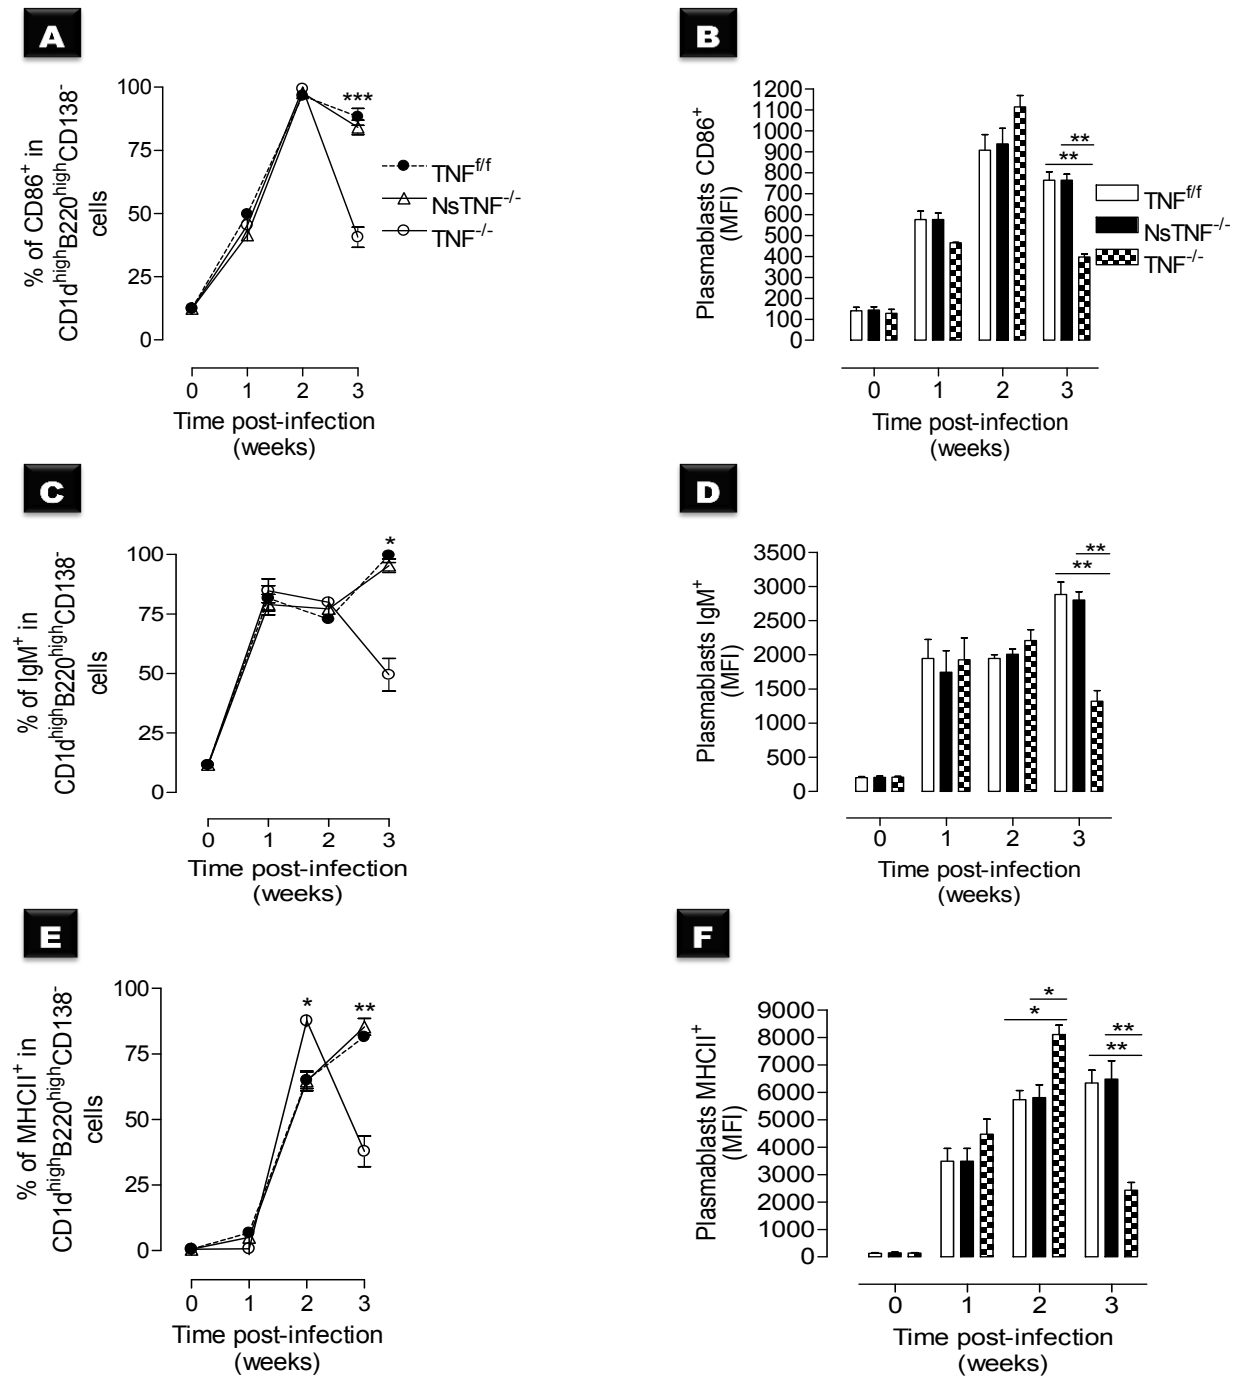 A
% of CD86⁺ in
CD1dʰⁱᵍʰB220ʰⁱᵍʰCD138⁻
cells
100
75
50
25
0
***
TNFᶠ/ᶠ
NsTNF⁻/⁻
TNF⁻/⁻
0 1 2 3
Time post-infection
(weeks)
B
Plasmablasts CD86⁺
(MFI)
1200
1100
1000
900
800
700
600
500
400
300
200
100
0
**
**
TNFᶠ/ᶠ
NsTNF⁻/⁻
TNF⁻/⁻
0 1 2 3
Time post-infection
(weeks)
C
% of IgM⁺ in
CD1dʰⁱᵍʰB220ʰⁱᵍʰCD138⁻
cells
100
75
50
25
0
*
0 1 2 3
Time post-infection
(weeks)
D
Plasmablasts IgM⁺
(MFI)
3500
3000
2500
2000
1500
1000
500
0
**
**
0 1 2 3
Time post-infection
(weeks)
E
% of MHCII⁺ in
CD1dʰⁱᵍʰB220ʰⁱᵍʰCD138⁻
cells
100
75
50
25
0
* **
0 1 2 3
Time post-infection
(weeks)
F
Plasmablasts MHCII⁺
(MFI)
9000
8000
7000
6000
5000
4000
3000
2000
1000
0
*
*
**
**
0 1 2 3
Time post-infection
(weeks)